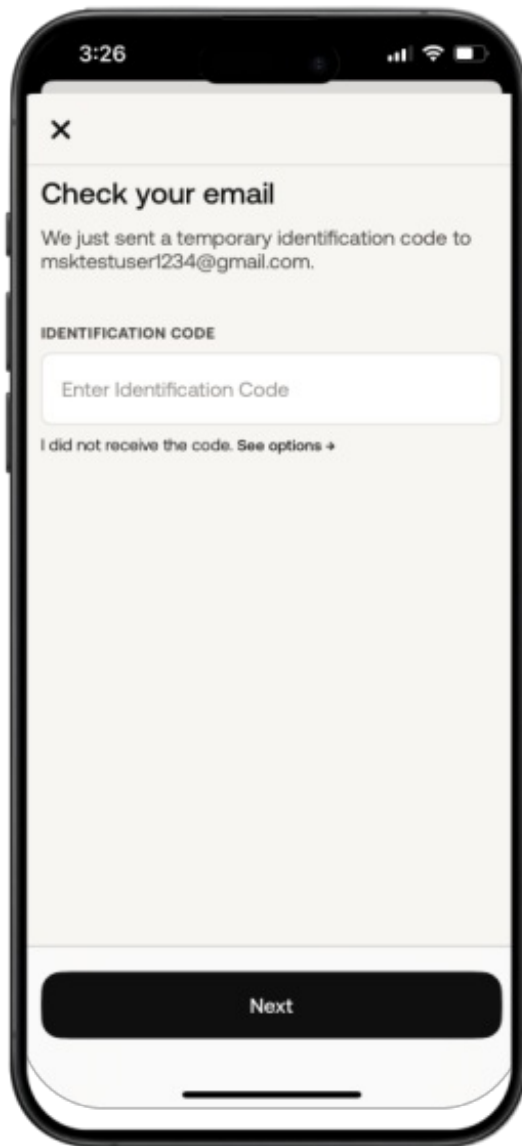 3:26
Check your email
We just sent a temporary identification code to
msktestuser1234@gmail.com.
IDENTIFICATION CODE
Enter Identification Code
I did not receive the code. See options →
Next